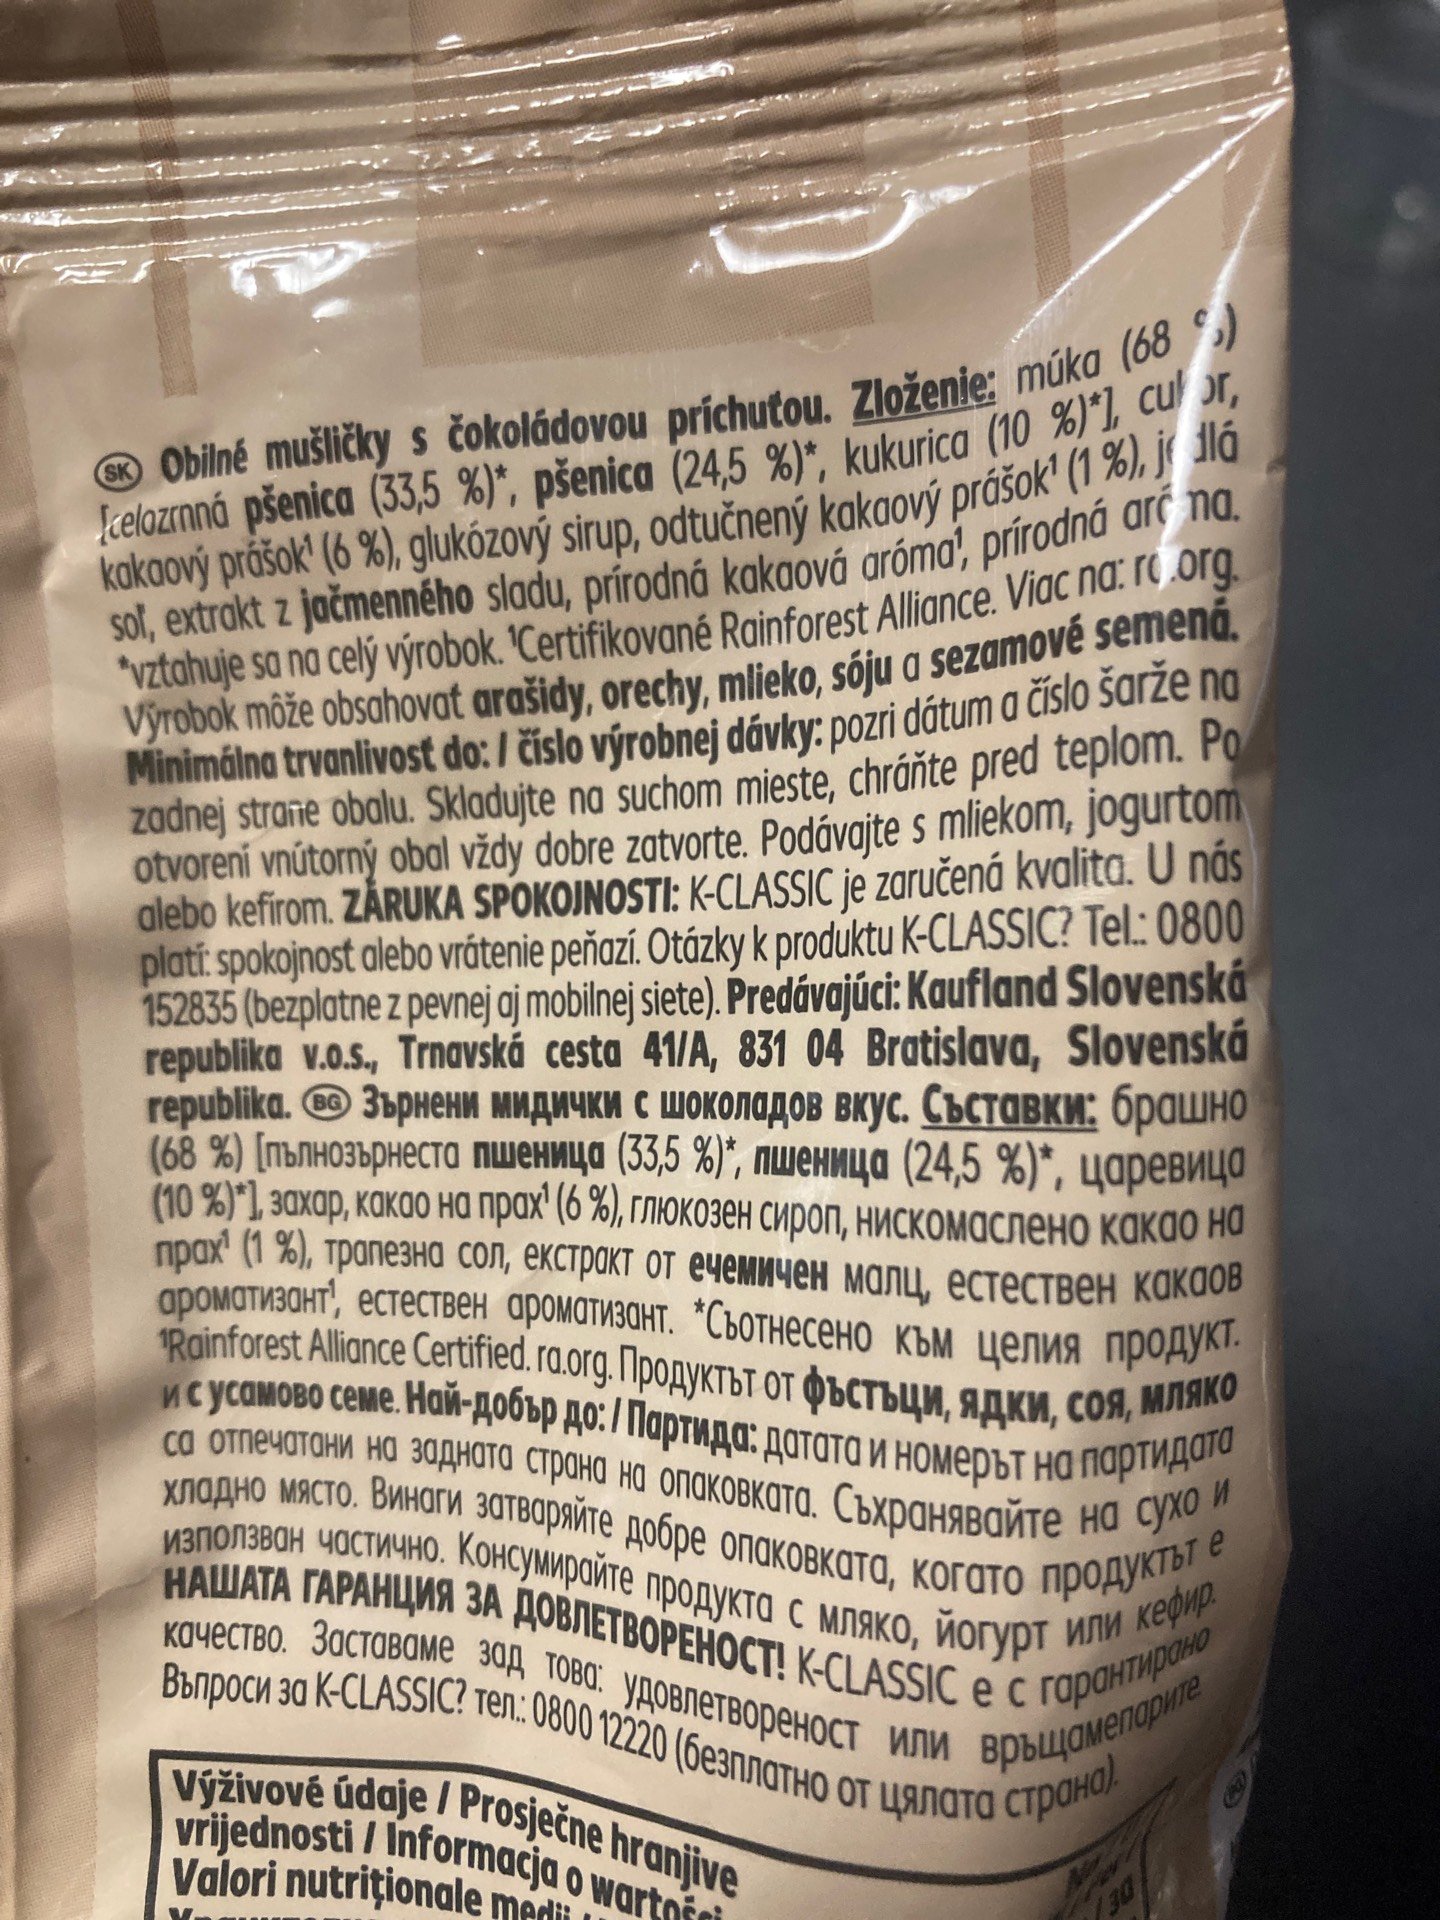 SK Obilné mušličky s čokoládovou príchuťou. Zloženie: múka (68 %)
[celozrnná pšenica (33,5 %)*, pšenica (24,5 %)*, kukurica (10 %)*], cukor,
kakaový prášok¹ (6 %), glukózový sirup, odtučnený kakaový prášok¹ (1 %), jedlá
soľ, extrakt z jačmenného sladu, prírodná kakaová aróma¹, prírodná aróma.
*vzťahuje sa na celý výrobok. ¹Certifikované Rainforest Alliance. Viac na: ra.org.
Výrobok môže obsahovať arašidy, orechy, mlieko, sóju a sezamové semená.
Minimálna trvanlivosť do: / číslo výrobnej dávky: pozri dátum a číslo šarže na
zadnej strane obalu. Skladujte na suchom mieste, chráňte pred teplom. Po
otvorení vnútorný obal vždy dobre zatvorte. Podávajte s mliekom, jogurtom
alebo kefírom. ZÁRUKA SPOKOJNOSTI: K-CLASSIC je zaručená kvalita. U nás
platí: spokojnosť alebo vrátenie peňazí. Otázky k produktu K-CLASSIC? Tel.: 0800
152835 (bezplatne z pevnej aj mobilnej siete). Predávajúci: Kaufland Slovenská
republika v.o.s., Trnavská cesta 41/A, 831 04 Bratislava, Slovenská
republika. BG Зърнени мидички с шоколадов вкус. Съставки: брашно
(68 %) [пълнозърнеста пшеница (33,5 %)*, пшеница (24,5 %)*, царевица
(10 %)*], захар, какао на прах¹ (6 %), глюкозен сироп, нискомаслено какао на
прах¹ (1 %), трапезна сол, екстракт от ечемичен малц, естествен какаов
ароматизант¹, естествен ароматизант. *Съотнесено към целия продукт.
¹Rainforest Alliance Certified. ra.org. Продуктът от фъстъци, ядки, соя, мляко
и с усамово семе. Най-добър до: / Партида: датата и номерът на партидата
са отпечатани на задната страна на опаковката. Съхранявайте на сухо и
хладно място. Винаги затваряйте добре опаковката, когато продуктът е
използван частично. Консумирайте продукта с мляко, йогурт или кефир.
НАШАТА ГАРАНЦИЯ ЗА ДОВЛЕТВОРЕНОСТ! K-CLASSIC е с гарантирано
качество. Заставаме зад това: удовлетвореност или връщамепарите.
Въпроси за K-CLASSIC? тел.: 0800 12220 (безплатно от цялата страна).
Výživové údaje / Prosječne hranjive
vrijednosti / Informacja o wartości
Valori nutriționale medii
BG